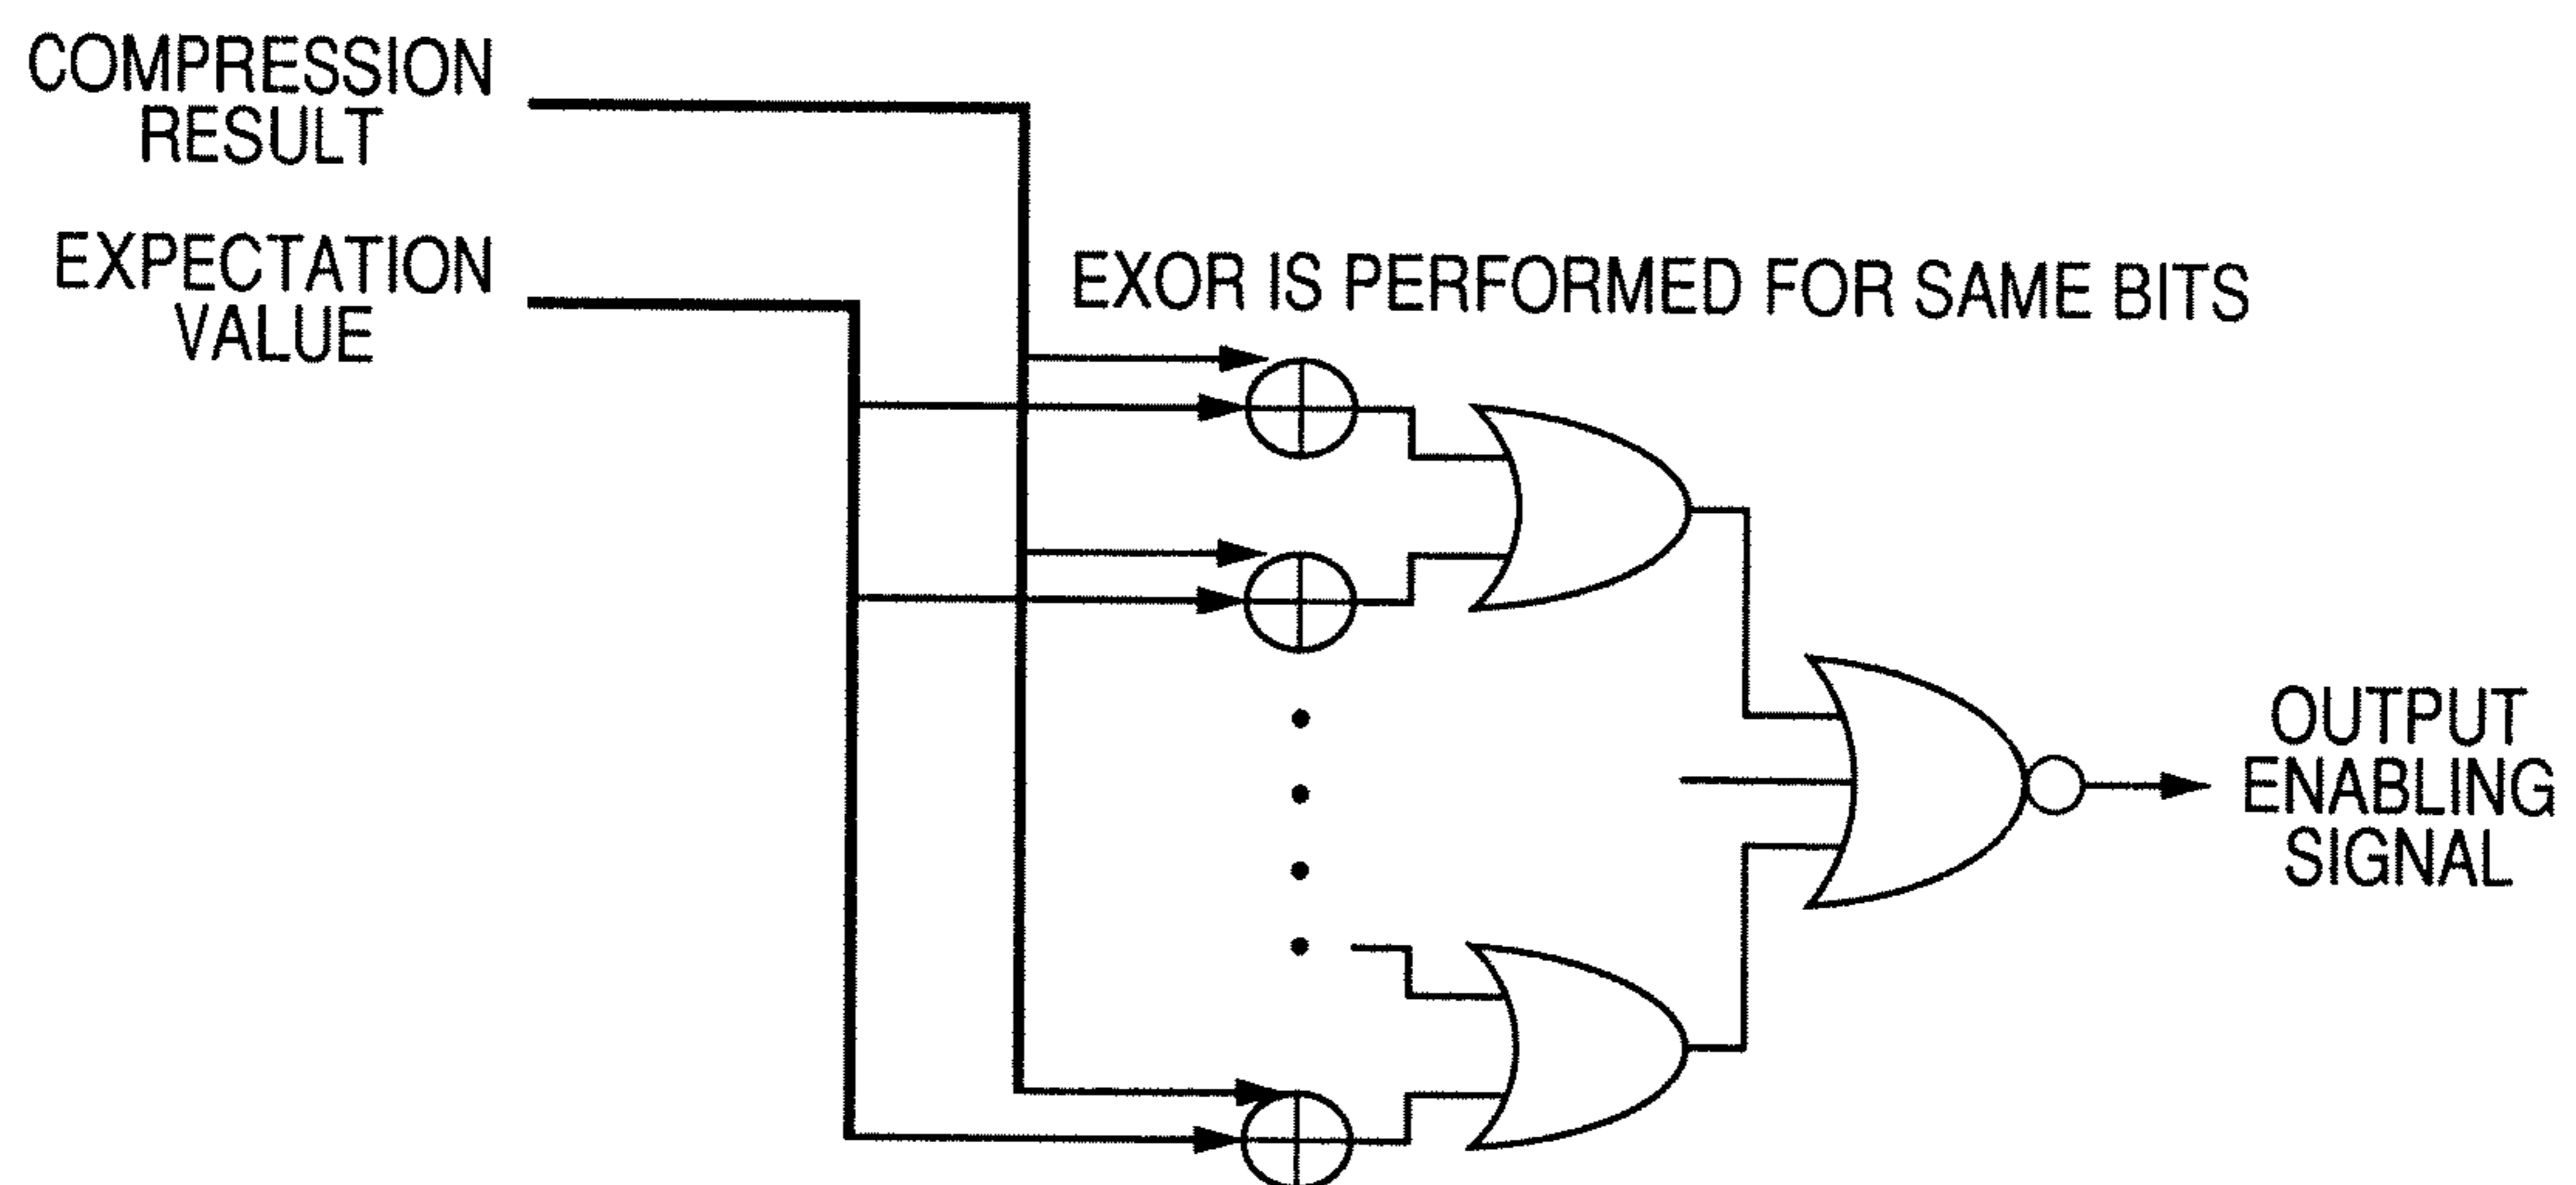 COMPRESSION
RESULT
EXPECTATION
VALUE
EXOR IS PERFORMED FOR SAME BITS
OUTPUT
ENABLING
SIGNAL